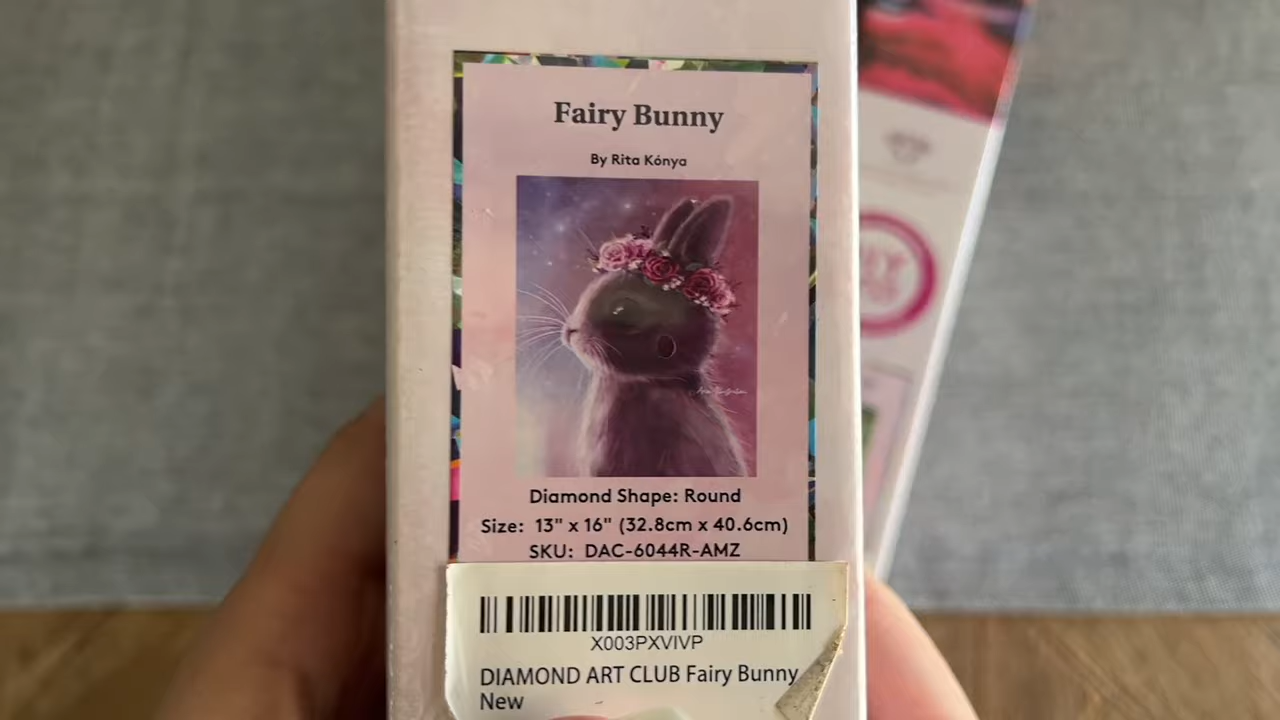 Fairy Bunny
By Rita Kónya
Diamond Shape: Round
Size: 13" x 16" (32.8cm x 40.6cm)
SKU: DAC-6044R-AMZ
X003PXVIVP
DIAMOND ART CLUB Fairy Bunny
New